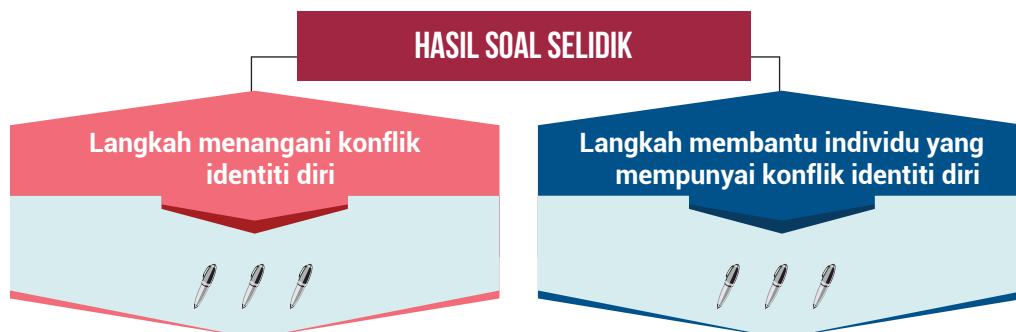 HASIL SOAL SELIDIK
Langkah menangani konflik
identiti diri
Langkah membantu individu yang
mempunyai konflik identiti diri